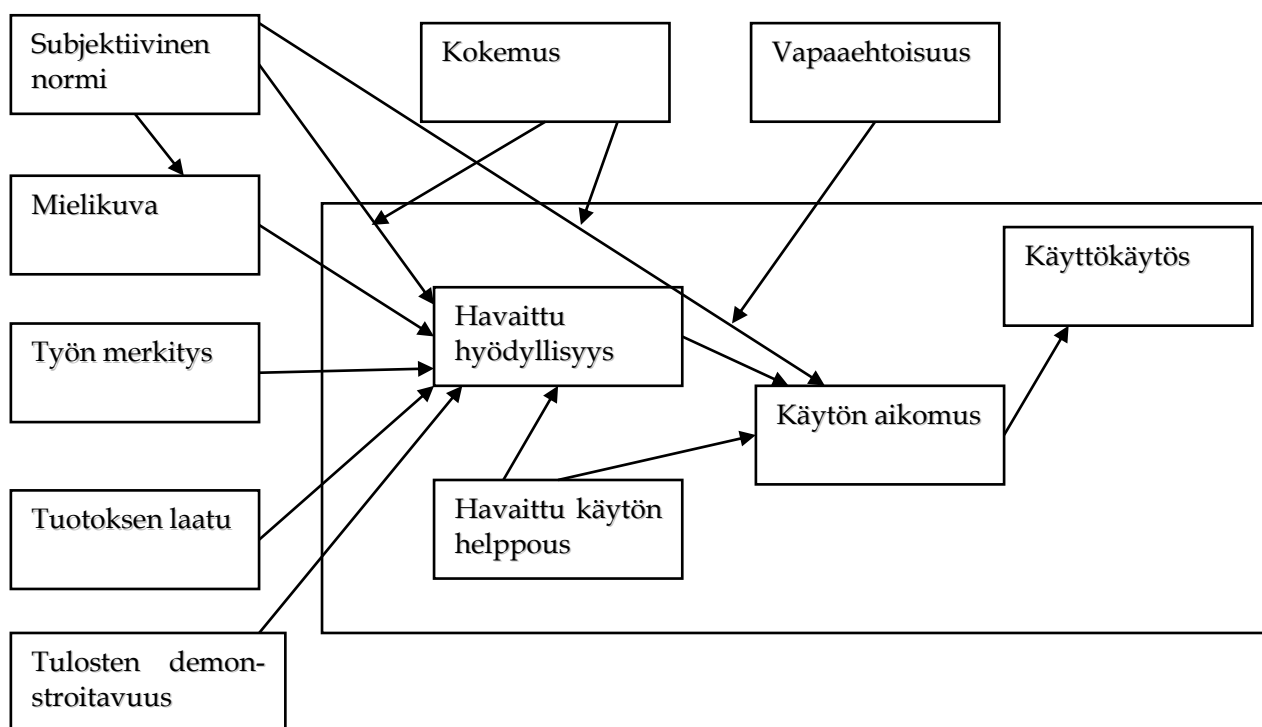 Subjektiivinen
normi
Kokemus
Vapaaehtoisuus
Mielikuva
Käyttökäytös
Havaittu
hyödyllisyys
Työn merkitys
Käytön aikomus
Tuotoksen laatu
Havaittu käytön
helppous
Tulosten demon-
stroitavuus